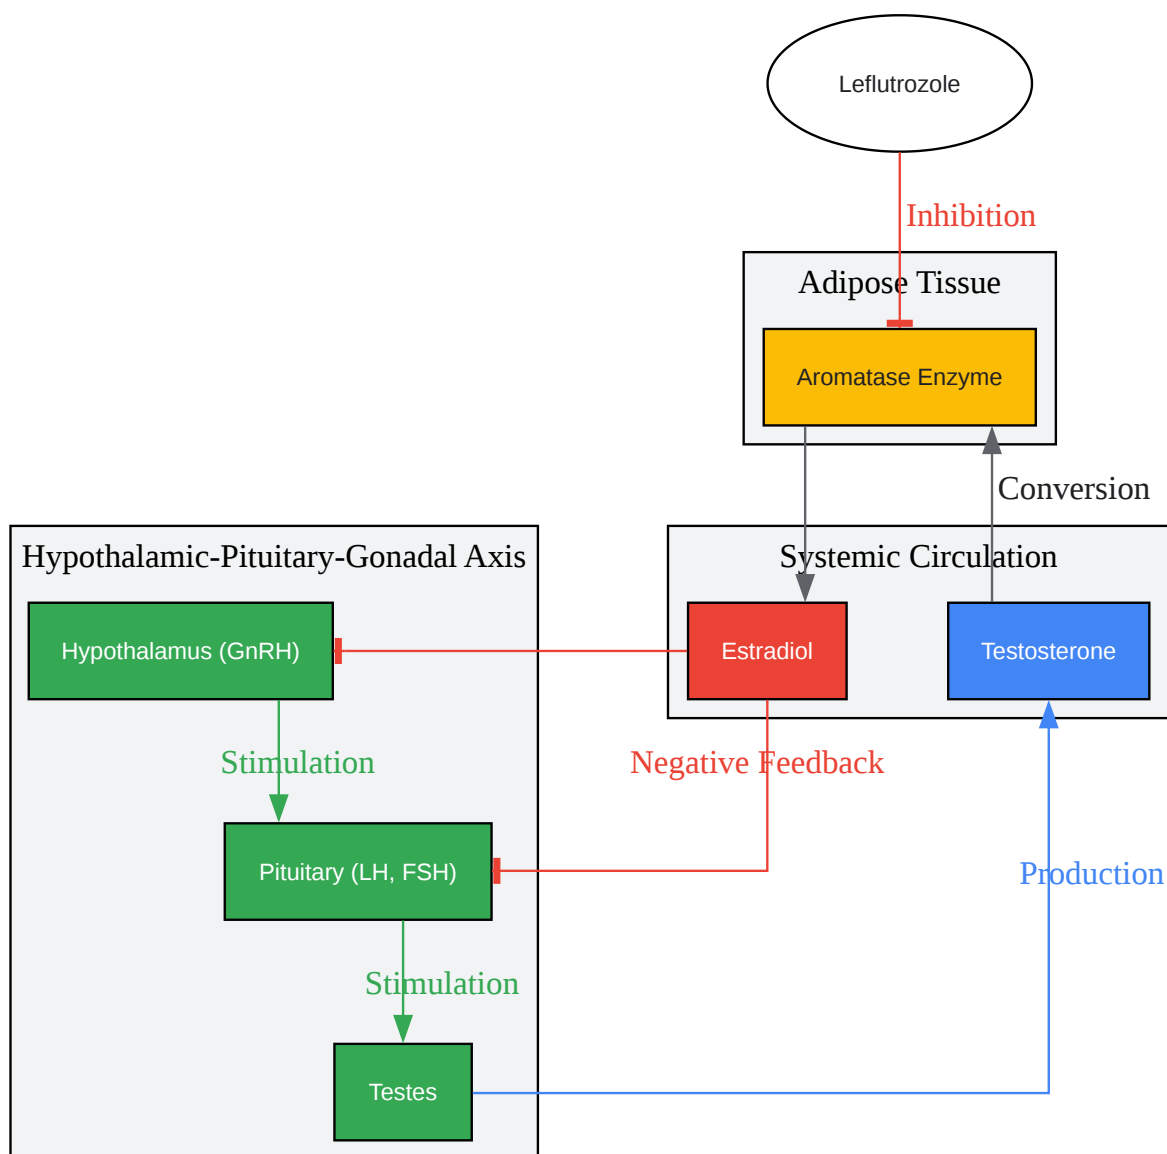 Leflutrozole
Inhibition
Adipose Tissue
Aromatase Enzyme
Conversion
Hypothalamic-Pituitary-Gonadal Axis
Systemic Circulation
Hypothalamus (GnRH)
Estradiol
Testosterone
Stimulation
Negative Feedback
Pituitary (LH, FSH)
Production
Stimulation
Testes